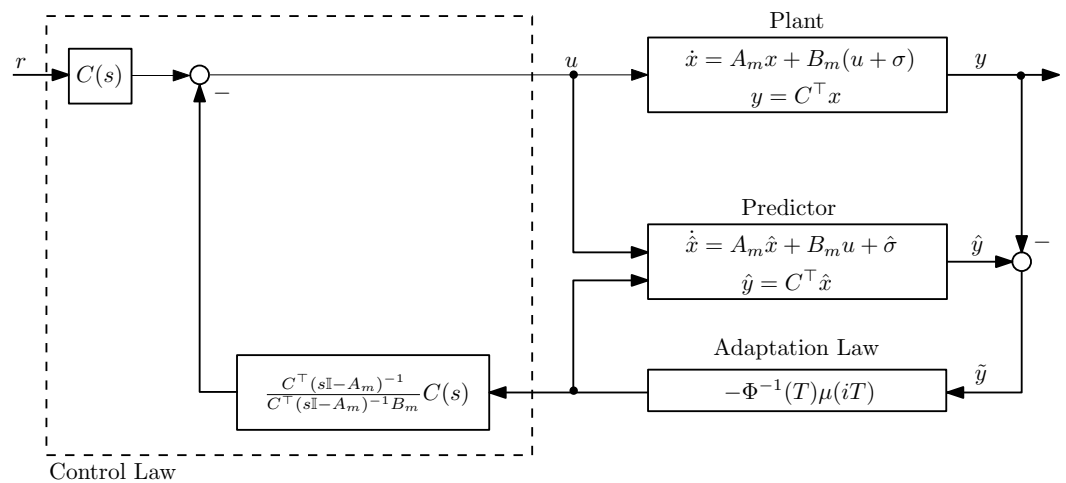 Plant
r
C(s)
−
u
ẋ = A_m x + B_m(u + σ)
y = C^⊤ x
y
Predictor
x̂̇ = A_m x̂ + B_m u + σ̂
ŷ = C^⊤ x̂
ŷ
−
Adaptation Law
−Φ^{−1}(T)μ(iT)
ỹ
C^⊤(s𝕀−A_m)^{−1}
C^⊤(s𝕀−A_m)^{−1}B_m
C(s)
Control Law